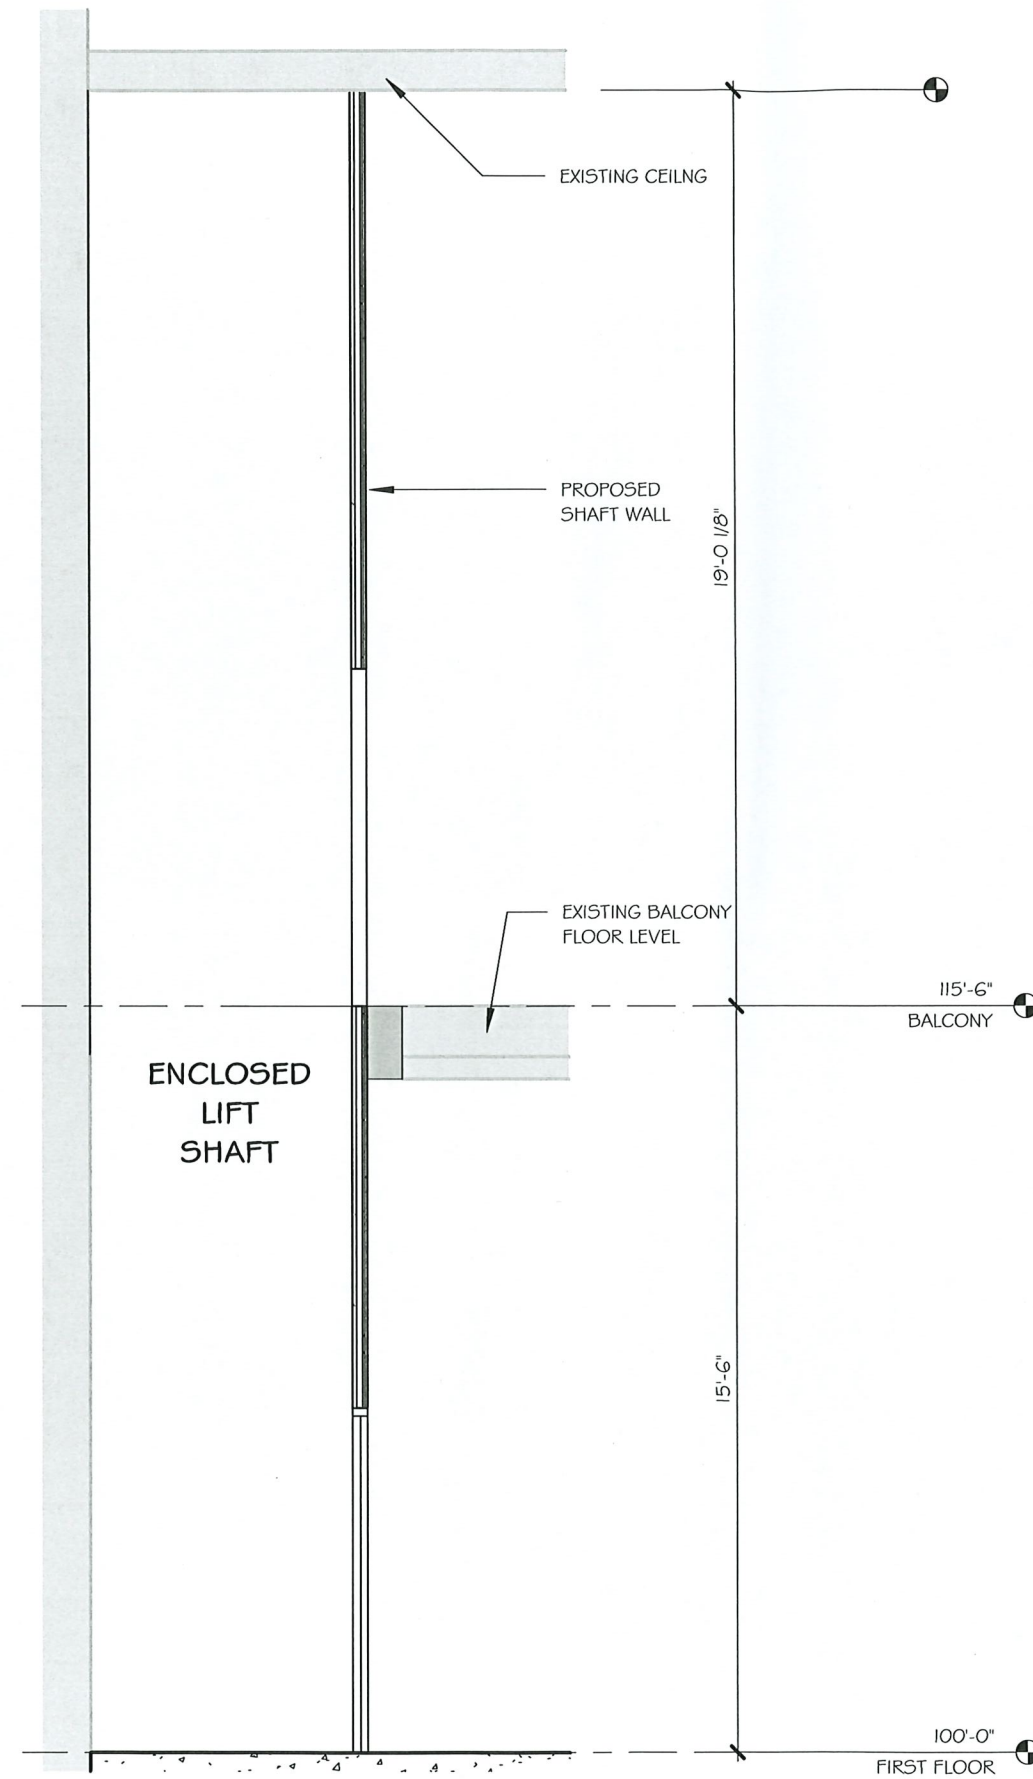 EXISTING CEILNG
PROPOSED
SHAFT WALL
19'-0 1/8"
EXISTING BALCONY
FLOOR LEVEL
115'-6"
BALCONY
ENCLOSED
LIFT
SHAFT
15'-6"
100'-0"
FIRST FLOOR